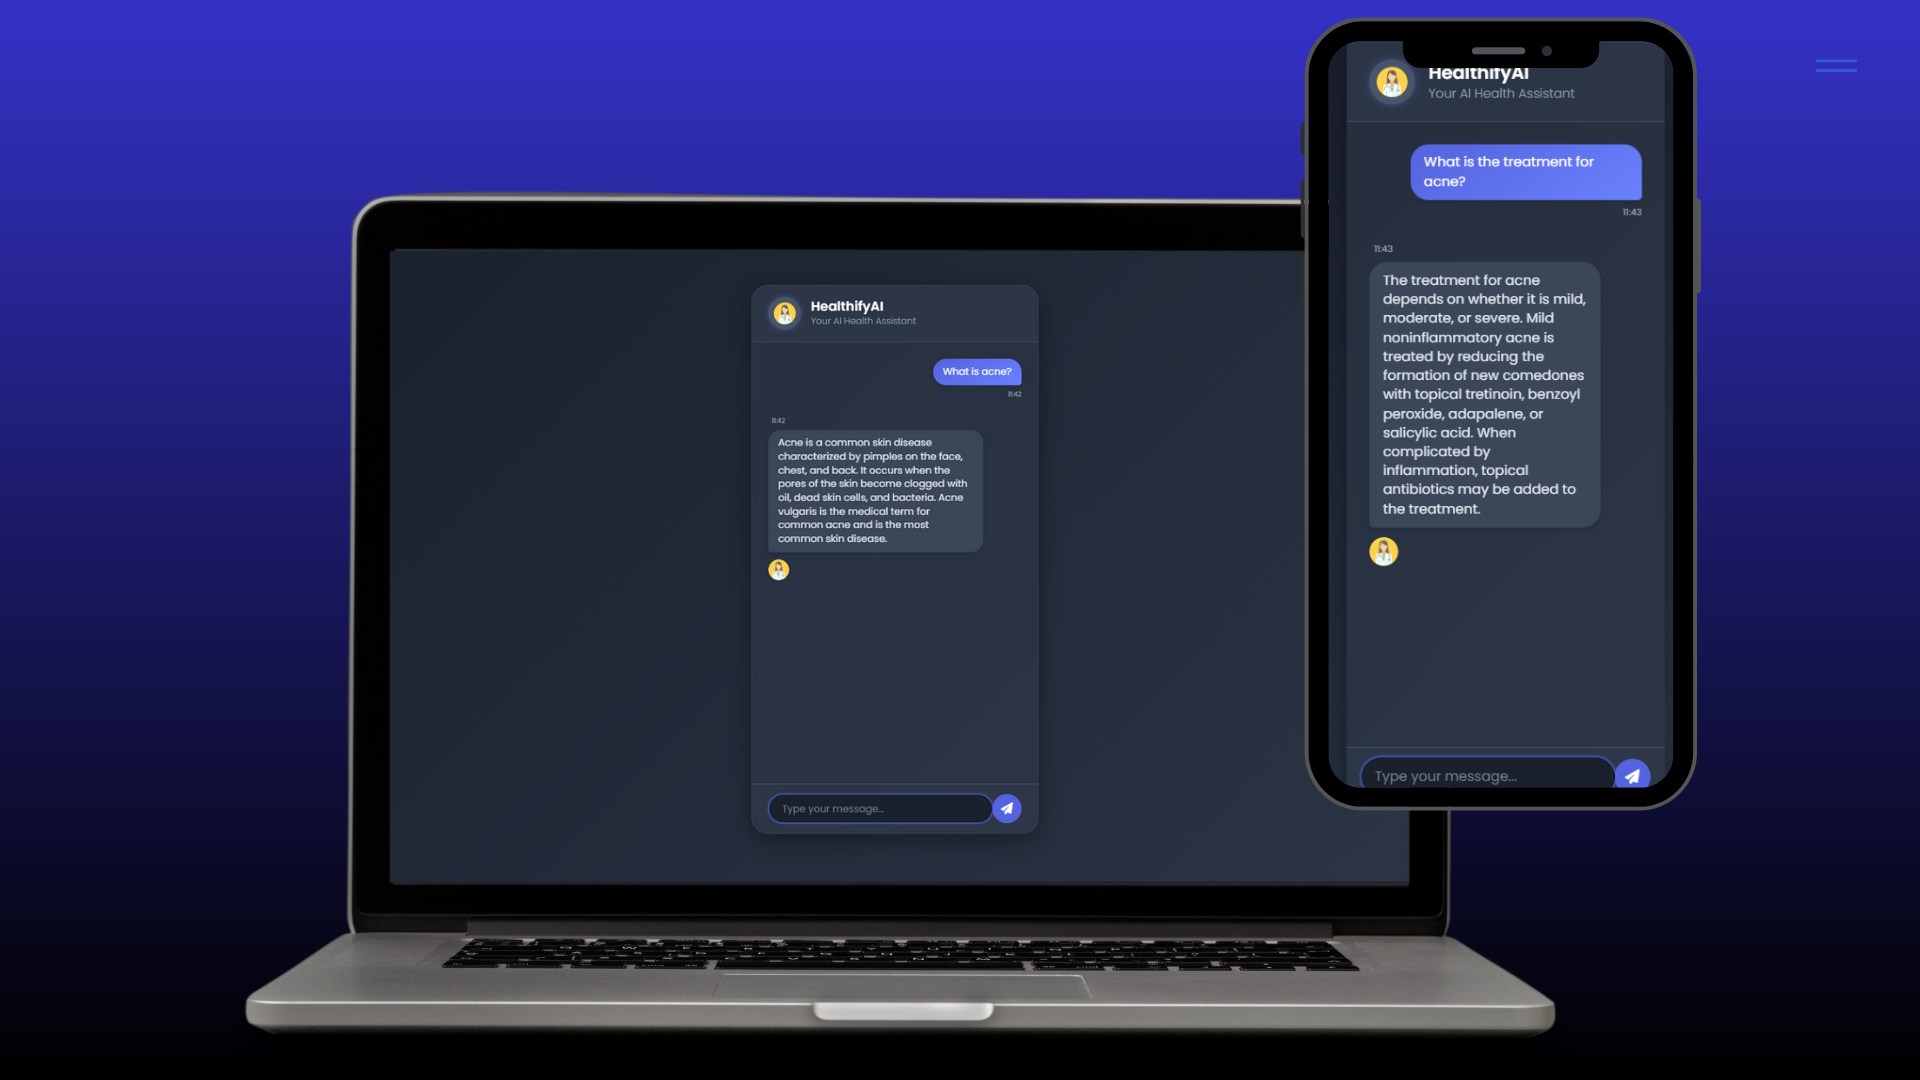 HealthifyAI
Your AI Health Assistant
What is acne?
11:42
11:42
Acne is a common skin disease
characterized by pimples on the face,
chest, and back. It occurs when the
pores of the skin become clogged with
oil, dead skin cells, and bacteria. Acne
vulgaris is the medical term for
common acne and is the most
common skin disease.
Type your message...
HealthifyAI
Your AI Health Assistant
What is the treatment for
acne?
11:43
11:43
The treatment for acne
depends on whether it is mild,
moderate, or severe. Mild
noninflammatory acne is
treated by reducing the
formation of new comedones
with topical tretinoin, benzoyl
peroxide, adapalene, or
salicylic acid. When
complicated by
inflammation, topical
antibiotics may be added to
the treatment.
Type your message...